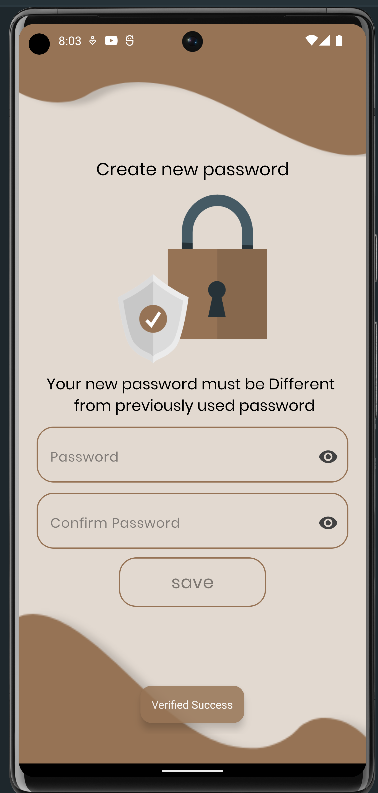 8:03
Create new password
Your new password must be Different
from previously used password
Password
Confirm Password
save
Verified Success